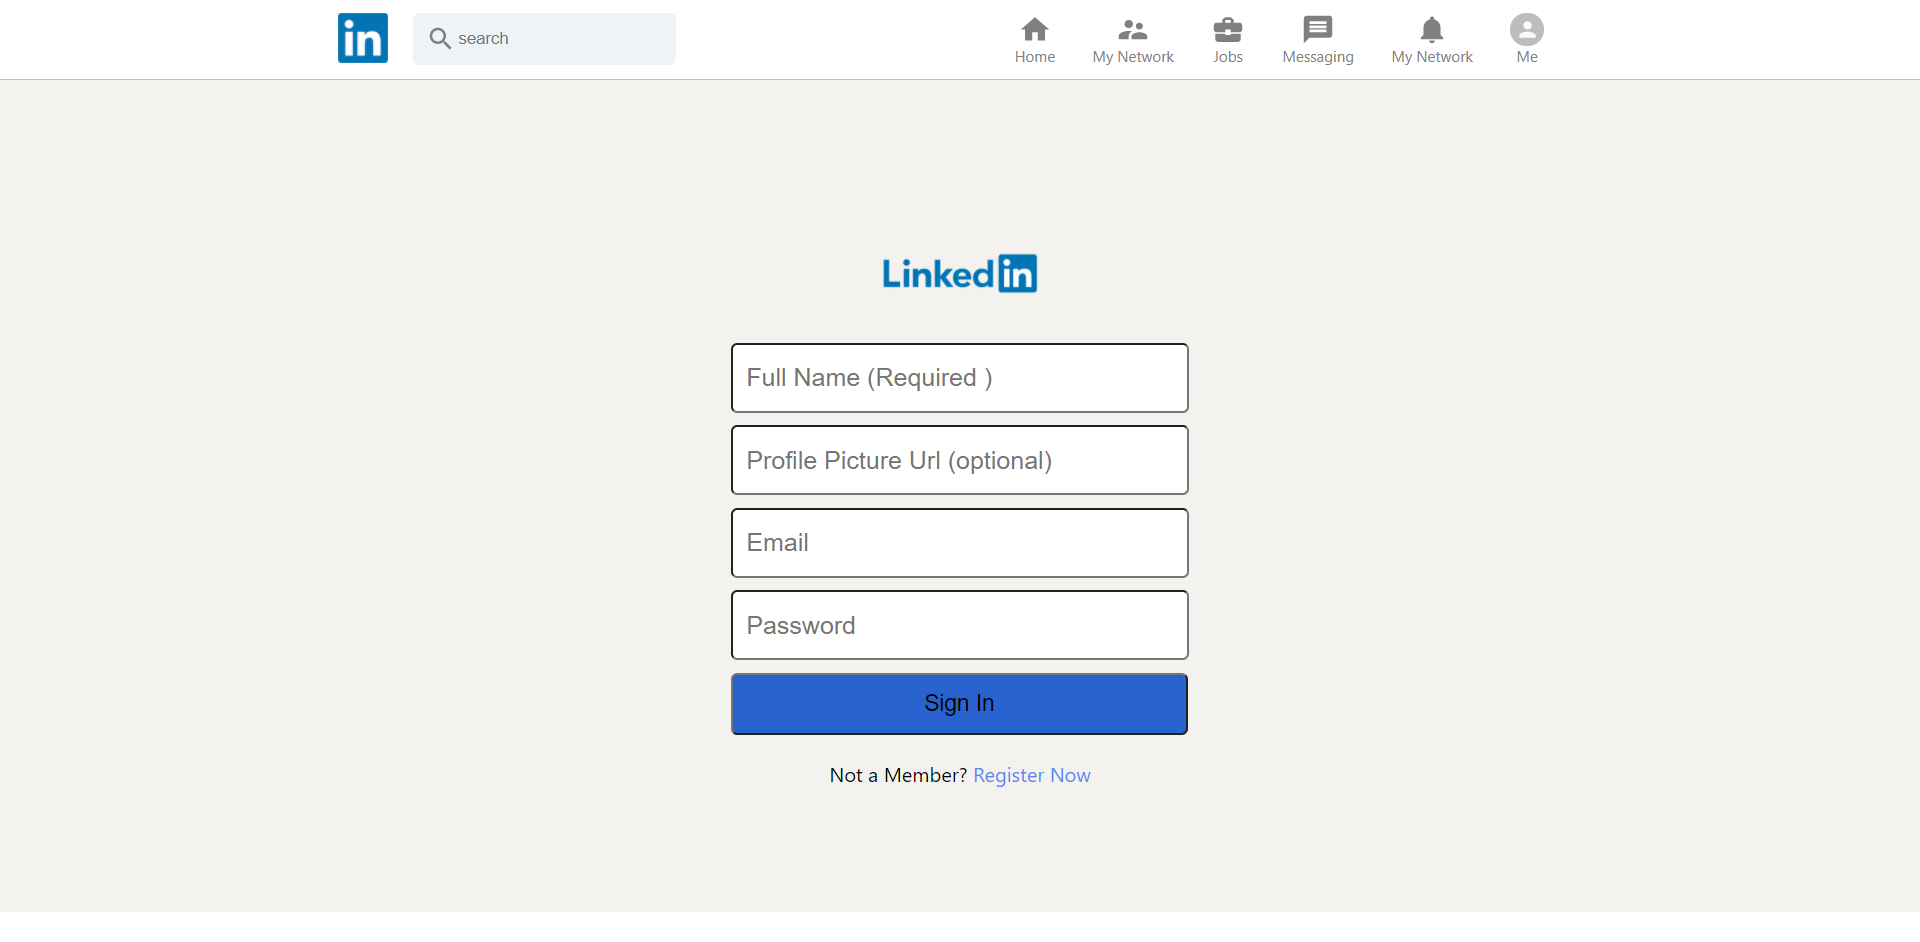 in search Home My Network Jobs Messaging My Network Me
Linked in
Full Name (Required )
Profile Picture Url (optional)
Email
Password
Sign In
Not a Member? Register Now